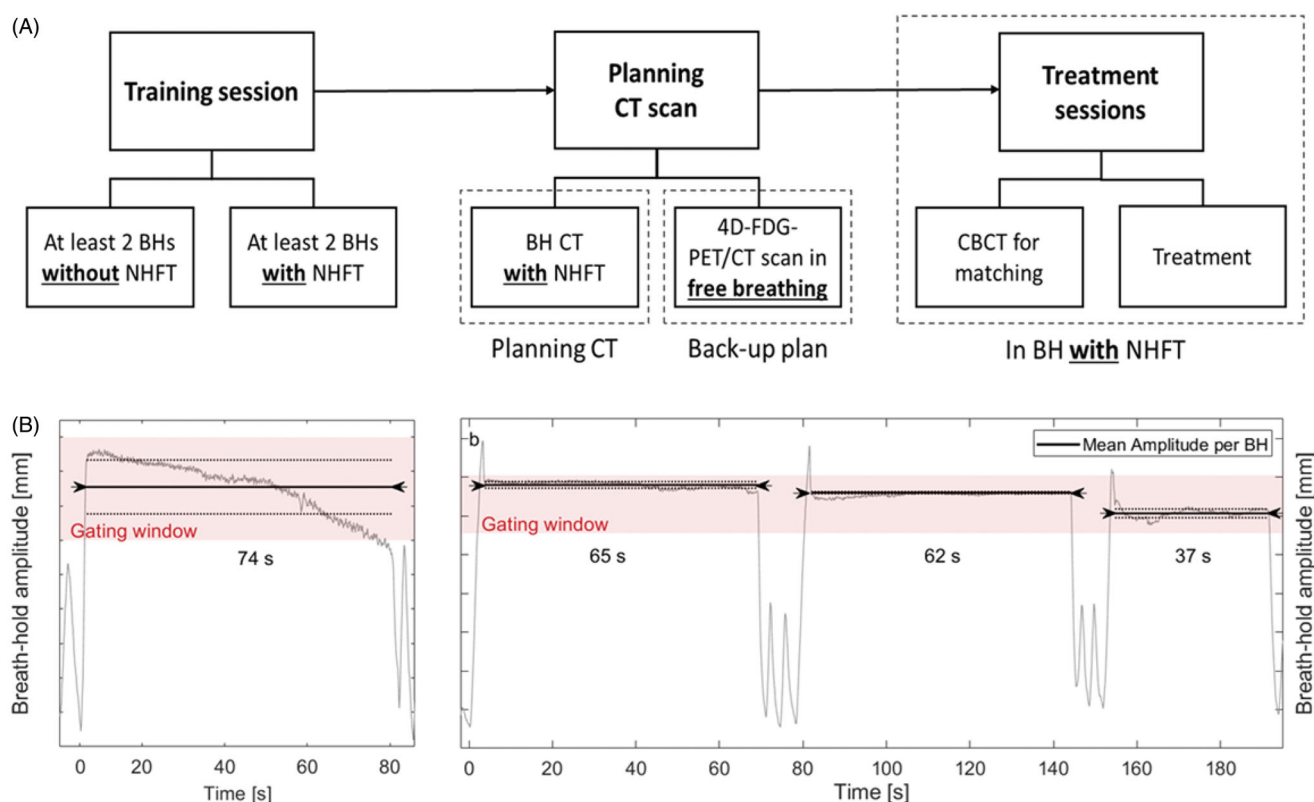 (A)
Training session
Planning
CT scan
Treatment
sessions
At least 2 BHs
without NHFT
At least 2 BHs
with NHFT
BH CT
with NHFT
4D-FDG-
PET/CT scan in
free breathing
CBCT for
matching
Treatment
Planning CT
Back-up plan
In BH with NHFT
(B)
Breath-hold amplitude [mm]
Gating window
74 s
0 20 40 60 80
Time [s]
b
Mean Amplitude per BH
Gating window
65 s
62 s
37 s
Breath-hold amplitude [mm]
0 20 40 60 80 100 120 140 160 180
Time [s]